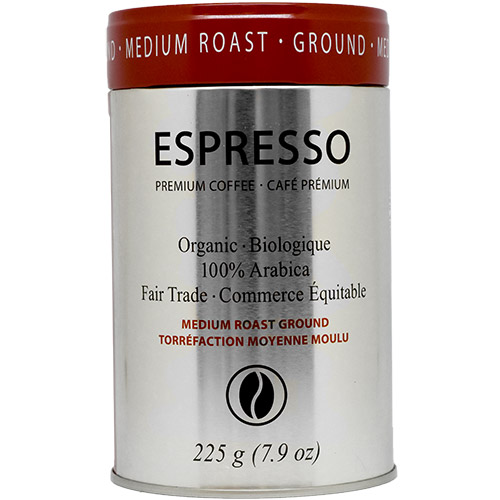 · MEDIUM ROAST · GROUND ·
ESPRESSO
PREMIUM COFFEE · CAFÉ PRÉMIUM
Organic · Biologique
100% Arabica
Fair Trade · Commerce Équitable
MEDIUM ROAST GROUND
TORRÉFACTION MOYENNE MOULU
225 g (7.9 oz)